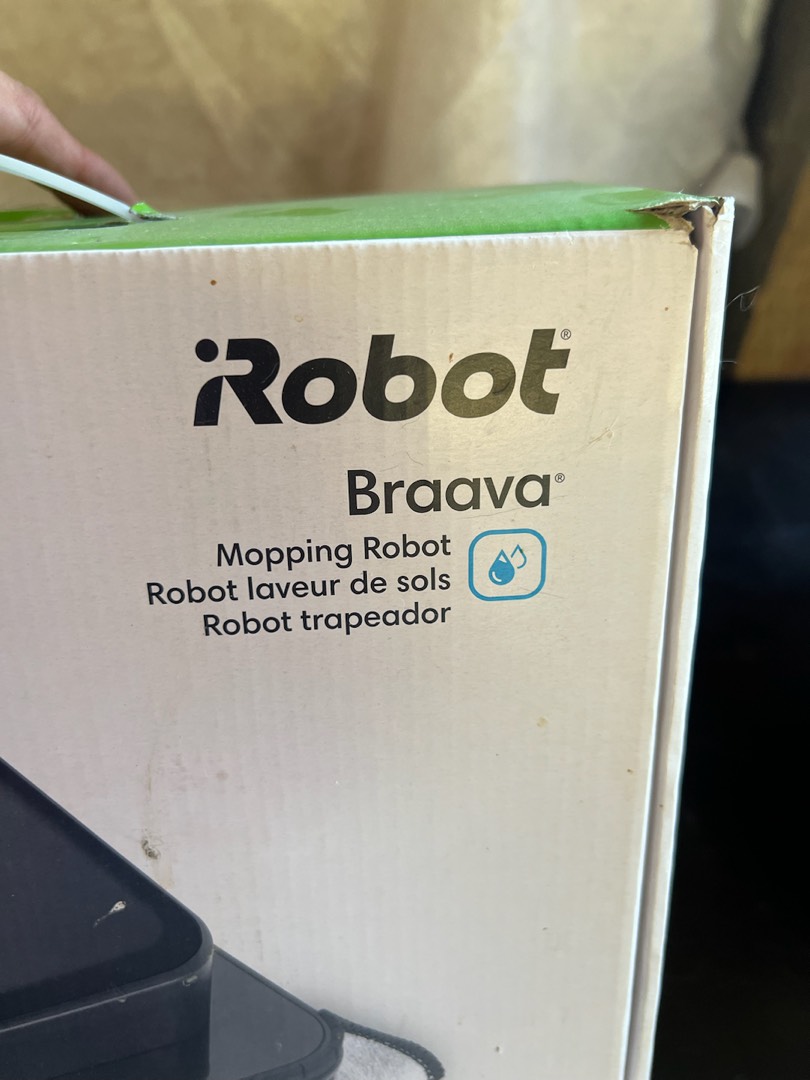 iRobot®
Braava®
Mopping Robot
Robot laveur de sols
Robot trapeador